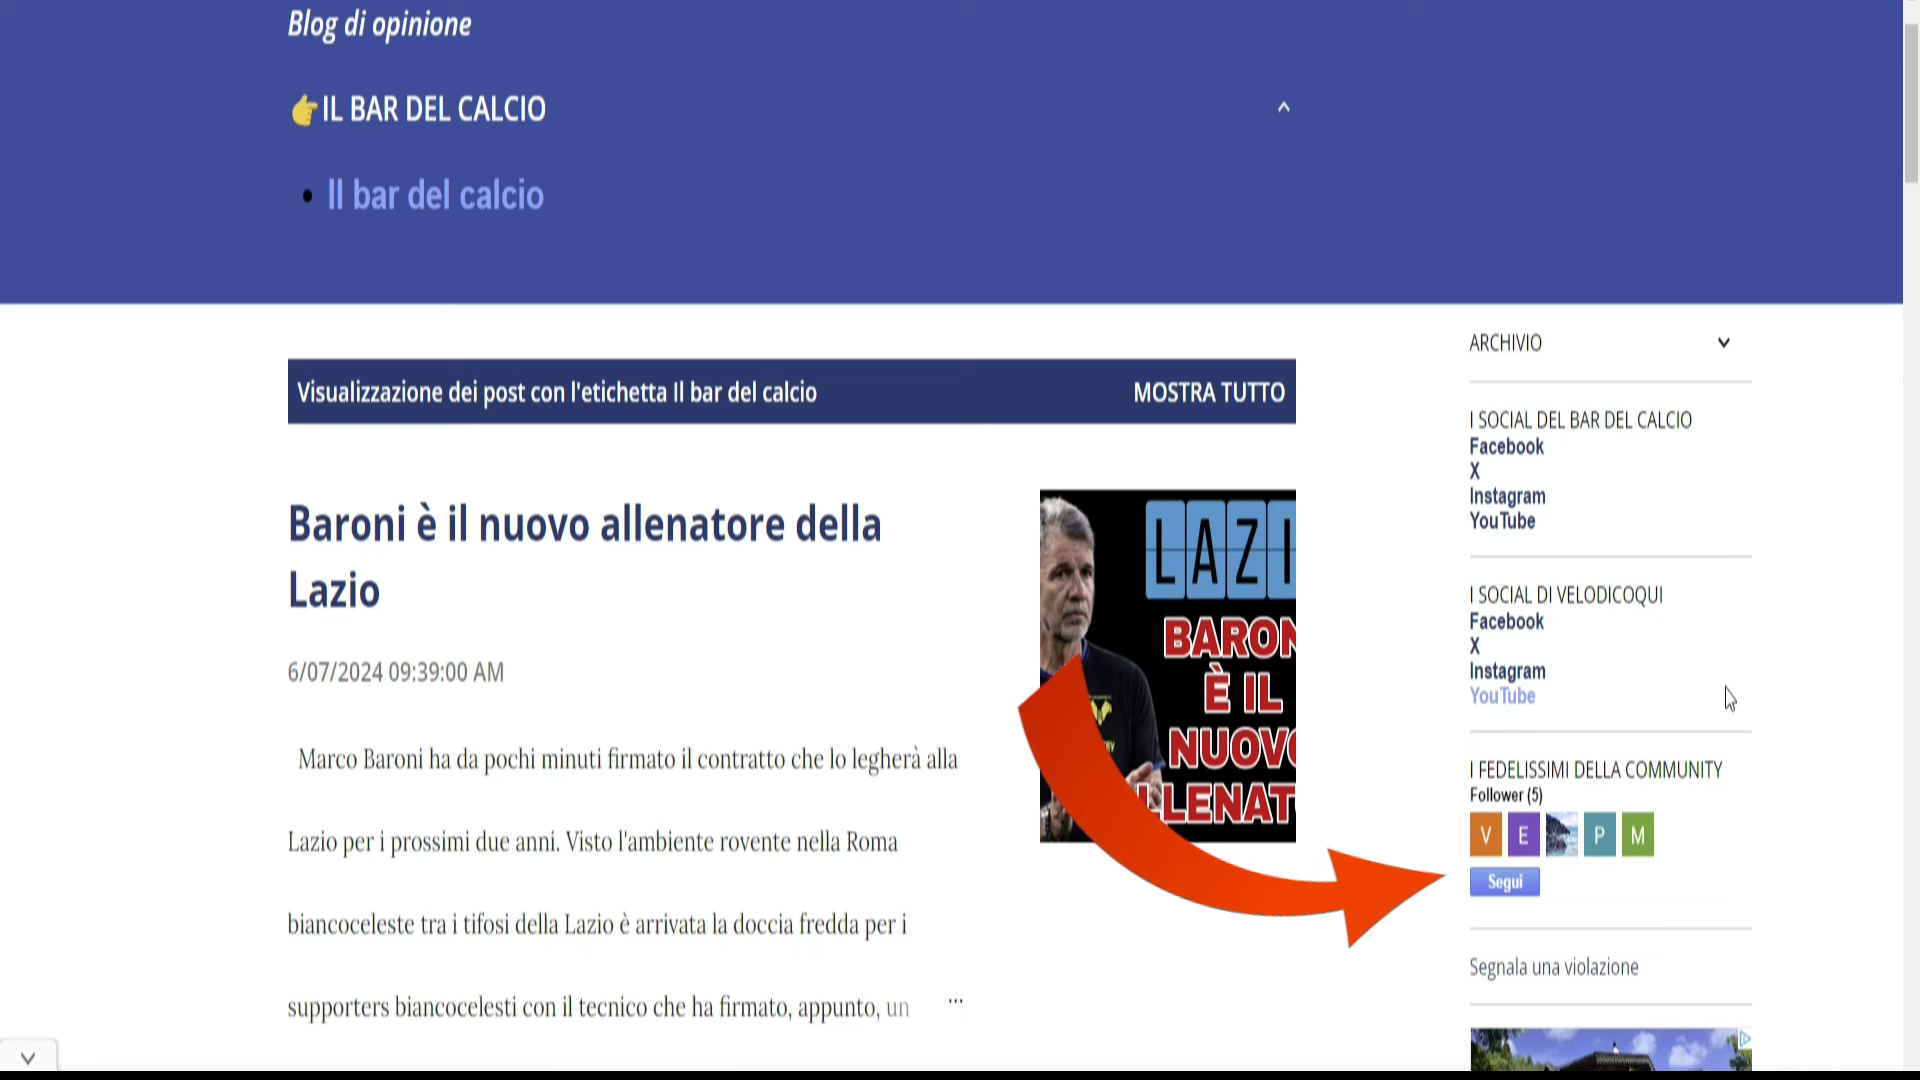 Blog di opinione
👉IL BAR DEL CALCIO
Il bar del calcio
Visualizzazione dei post con l'etichetta Il bar del calcio MOSTRA TUTTO
Baroni è il nuovo allenatore della
Lazio
6/07/2024 09:39:00 AM
Marco Baroni ha da pochi minuti firmato il contratto che lo legherà alla
Lazio per i prossimi due anni. Visto l'ambiente rovente nella Roma
biancoceleste tra i tifosi della Lazio è arrivata la doccia fredda per i
supporters biancocelesti con il tecnico che ha firmato, appunto, un ...
LAZI
BARON
È IL
NUOVO
LLENAT
ARCHIVIO
I SOCIAL DEL BAR DEL CALCIO
Facebook
X
Instagram
YouTube
I SOCIAL DI VELODICOQUI
Facebook
X
Instagram
YouTube
I FEDELISSIMI DELLA COMMUNITY
Follower (5)
V E P M
Segui
Segnala una violazione